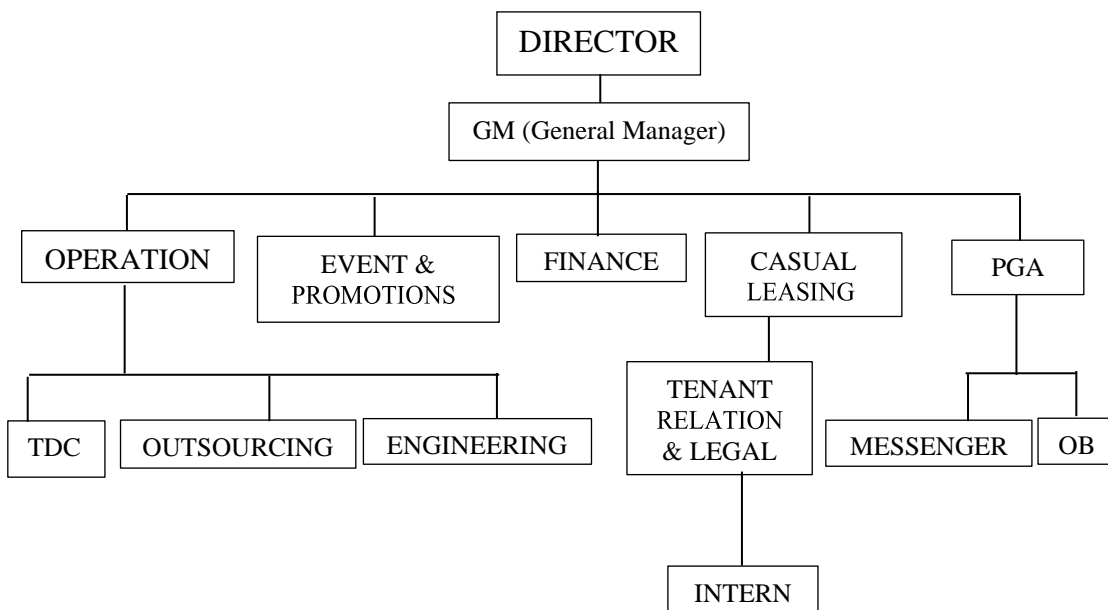 DIRECTOR
GM (General Manager)
OPERATION
EVENT &
PROMOTIONS
FINANCE
CASUAL
LEASING
PGA
TDC
OUTSOURCING
ENGINEERING
TENANT
RELATION
& LEGAL
MESSENGER
OB
INTERN